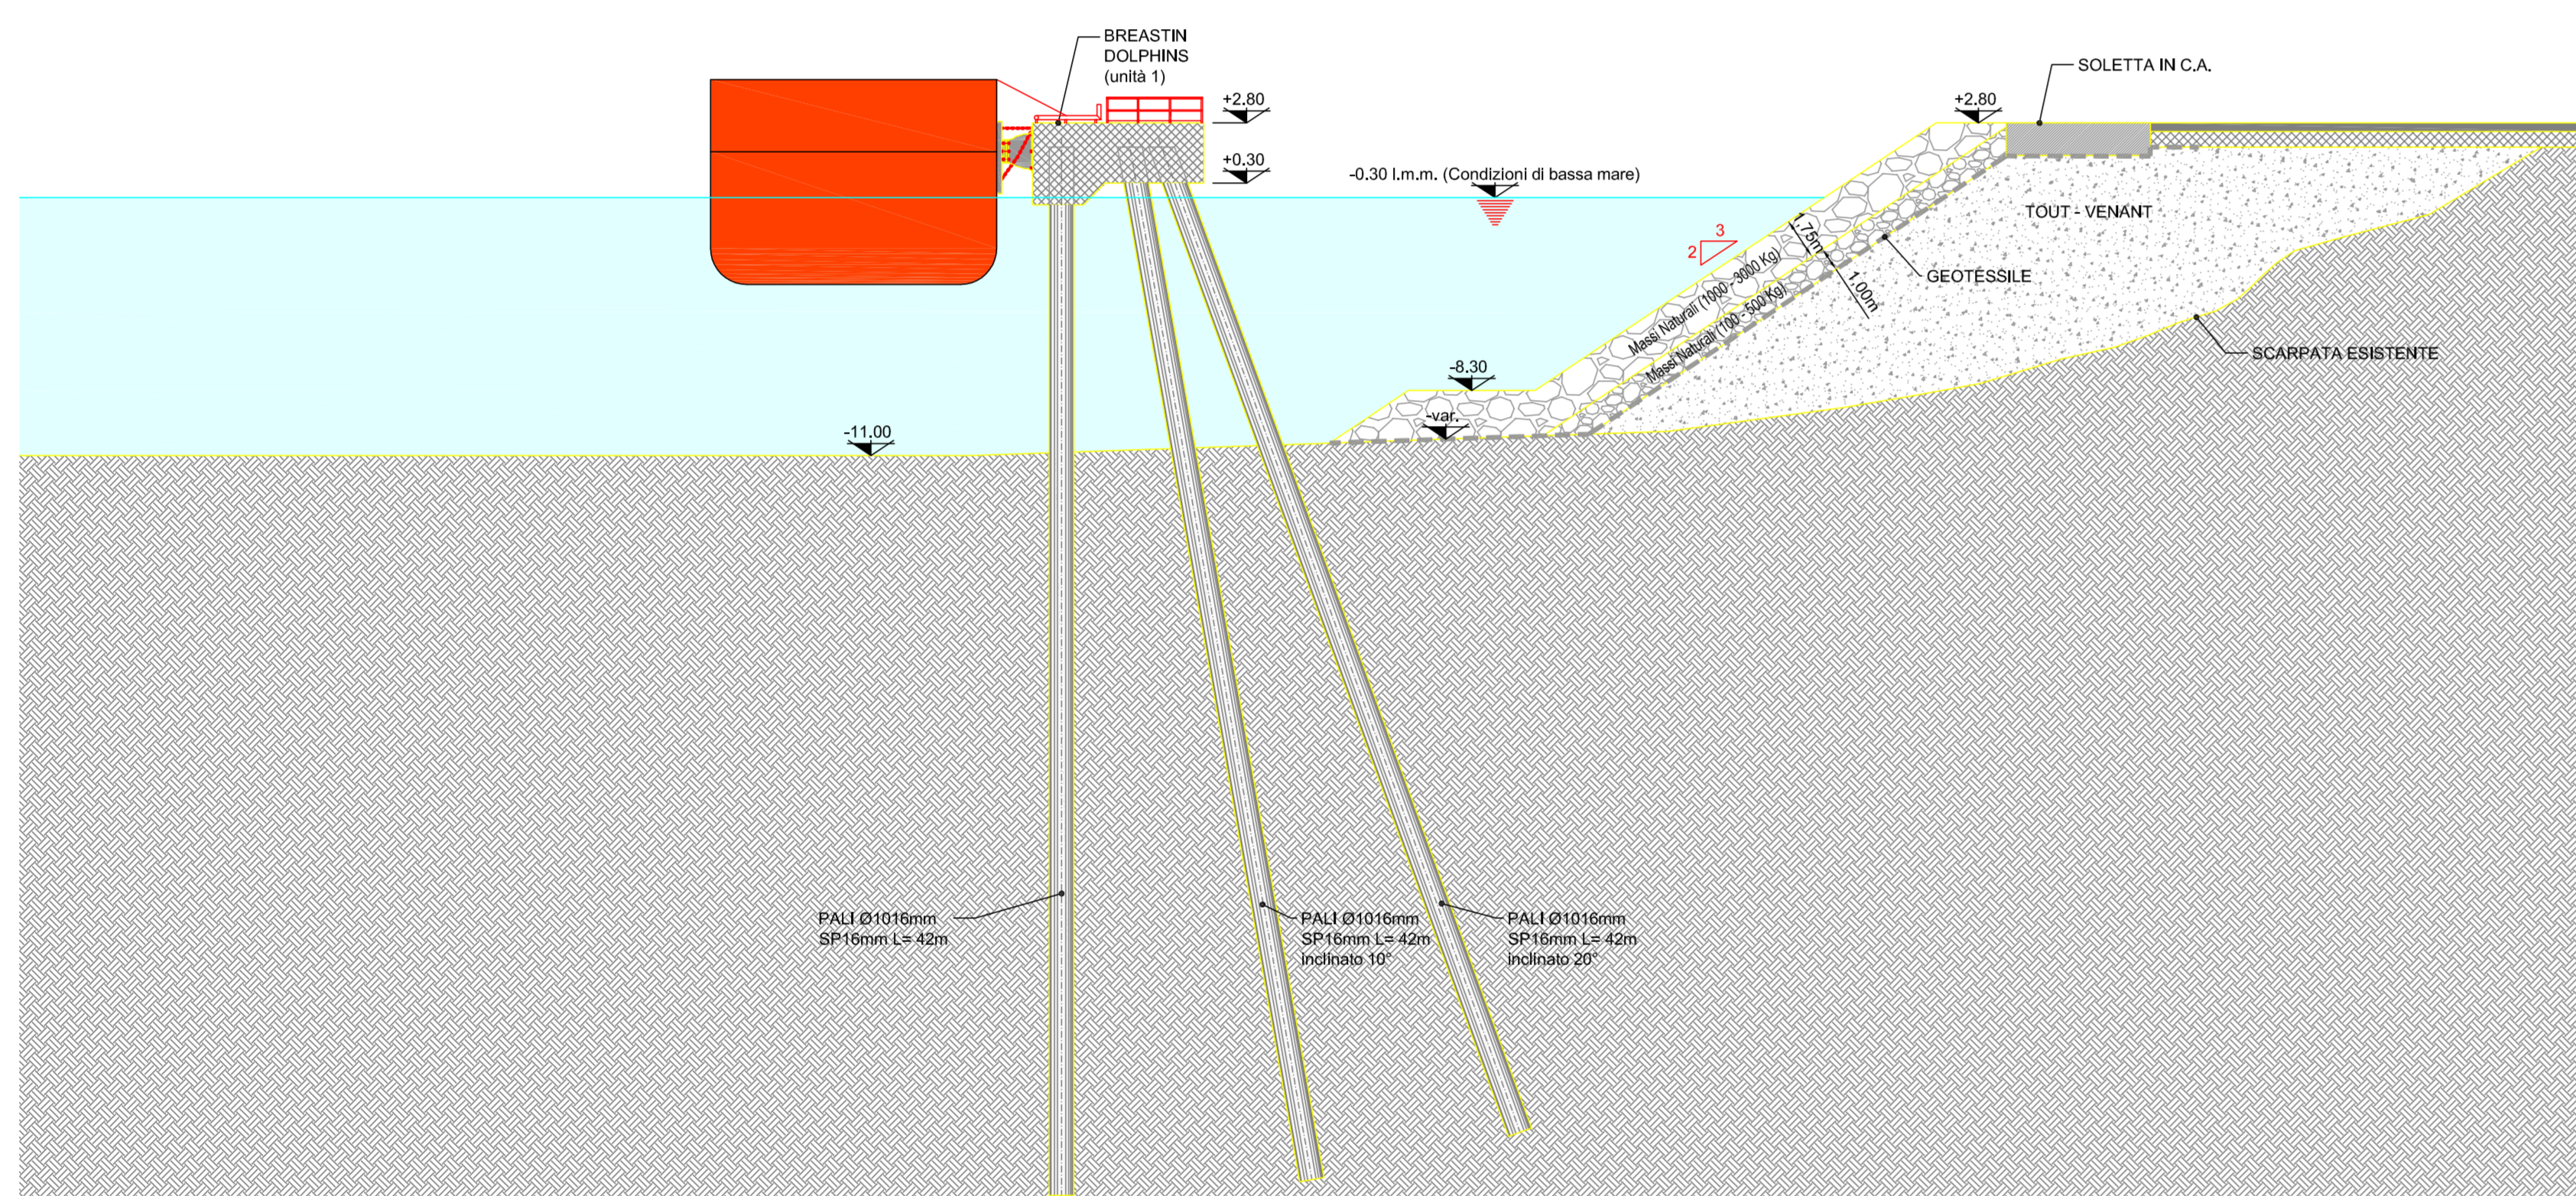 BREASTIN
DOLPHINS
(unità 1)
SOLETTA IN C.A.
+2.80
+2.80
+0.30
-0.30 l.m.m. (Condizioni di bassa mare)
TOUT - VENANT
3
2
GEOTESSILE
1,00m
Massi Naturali (1000 - 3000 Kg)
Massi Naturali (100 - 500 Kg)
SCARPATA ESISTENTE
-8.30
-var.
-11.00
PALI Ø1016mm
SP16mm L= 42m
PALI Ø1016mm
SP16mm L= 42m
inclinato 10°
PALI Ø1016mm
SP16mm L= 42m
inclinato 20°